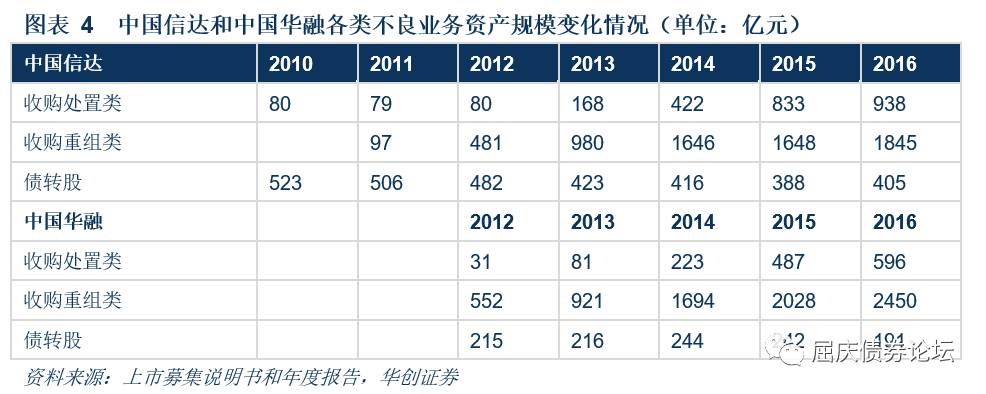 图表 4 中国信达和中国华融各类不良业务资产规模变化情况（单位：亿元）
中国信达 2010 2011 2012 2013 2014 2015 2016
收购处置类 80 79 80 168 422 833 938
收购重组类 97 481 980 1646 1648 1845
债转股 523 506 482 423 416 388 405
中国华融 2012 2013 2014 2015 2016
收购处置类 31 81 223 487 596
收购重组类 552 921 1694 2028 2450
债转股 215 216 244
屈庆债券论坛
资料来源：上市募集说明书和年度报告，华创证券